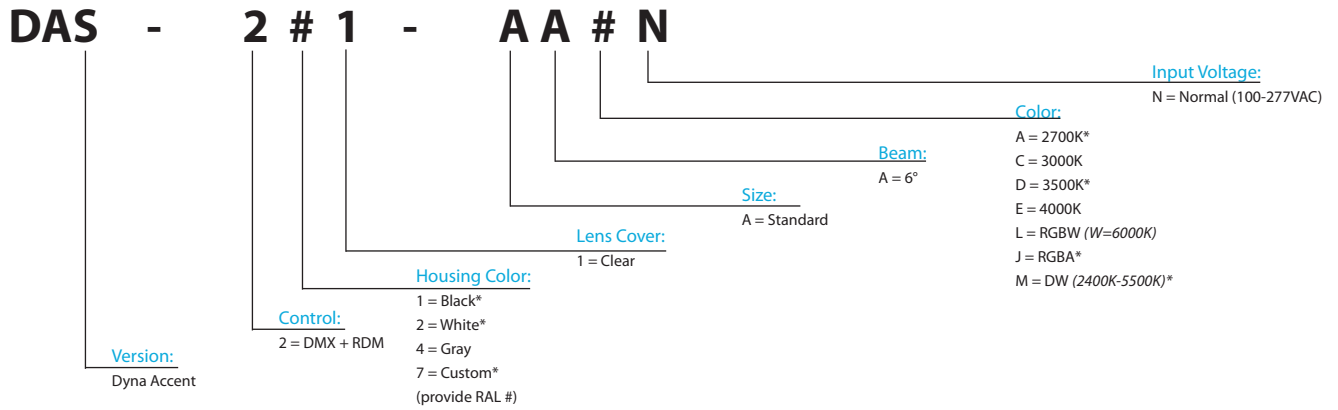 DAS - 2 # 1 - A A # N
Input Voltage:
N = Normal (100-277VAC)
Color:
A = 2700K*
C = 3000K
D = 3500K*
E = 4000K
L = RGBW (W=6000K)
J = RGBA*
M = DW (2400K-5500K)*
Beam:
A = 6°
Size:
A = Standard
Lens Cover:
1 = Clear
Housing Color:
1 = Black*
2 = White*
4 = Gray
7 = Custom*
(provide RAL #)
Control:
2 = DMX + RDM
Version:
Dyna Accent